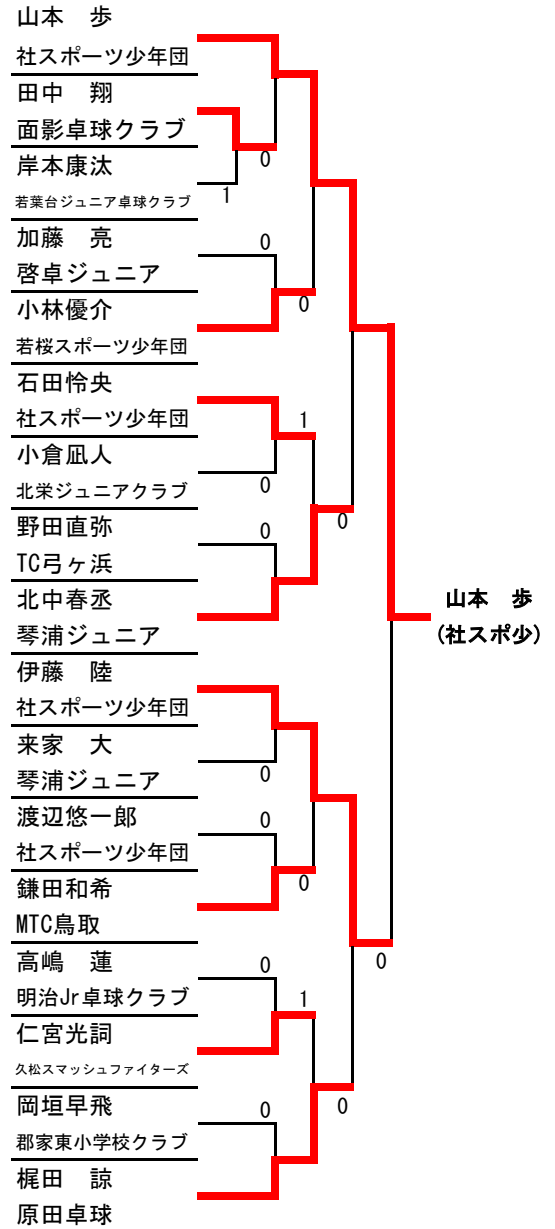 山本　歩
社スポーツ少年団
田中　翔
面影卓球クラブ
0
岸本康汰
1
若葉台ジュニア卓球クラブ
加藤　亮
0
啓卓ジュニア
小林優介
0
若桜スポーツ少年団
石田怜央
社スポーツ少年団
1
小倉凪人
北栄ジュニアクラブ
0
野田直弥
0
0
TC弓ヶ浜
北中春丞
琴浦ジュニア
山本　歩
(社スポ少)
伊藤　陸
社スポーツ少年団
来家　大
琴浦ジュニア
0
渡辺悠一郎
0
社スポーツ少年団
鎌田和希
0
MTC鳥取
高嶋　蓮
0
0
明治Jr卓球クラブ
1
仁宮光詞
久松スマッシュファイターズ
岡垣早飛
0
0
郡家東小学校クラブ
梶田　諒
原田卓球